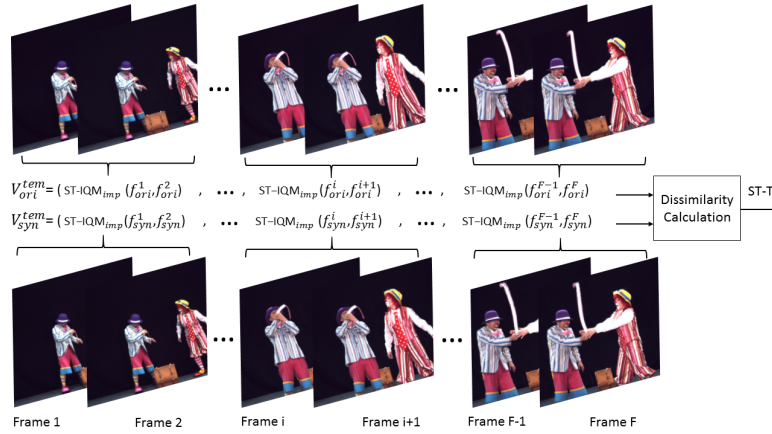 V_ori^tem = ( ST-IQM_imp (f_ori^1, f_ori^2) , ... , ST-IQM_imp (f_ori^i, f_ori^i+1) , ... , ST-IQM_imp (f_ori^F-1, f_ori^F)
V_syn^tem = ( ST-IQM_imp (f_syn^1, f_syn^2) , ... , ST-IQM_imp (f_syn^i, f_syn^i+1) , ... , ST-IQM_imp (f_syn^F-1, f_syn^F)
Dissimilarity
Calculation
ST-T
Frame 1 Frame 2 Frame i Frame i+1 Frame F-1 Frame F